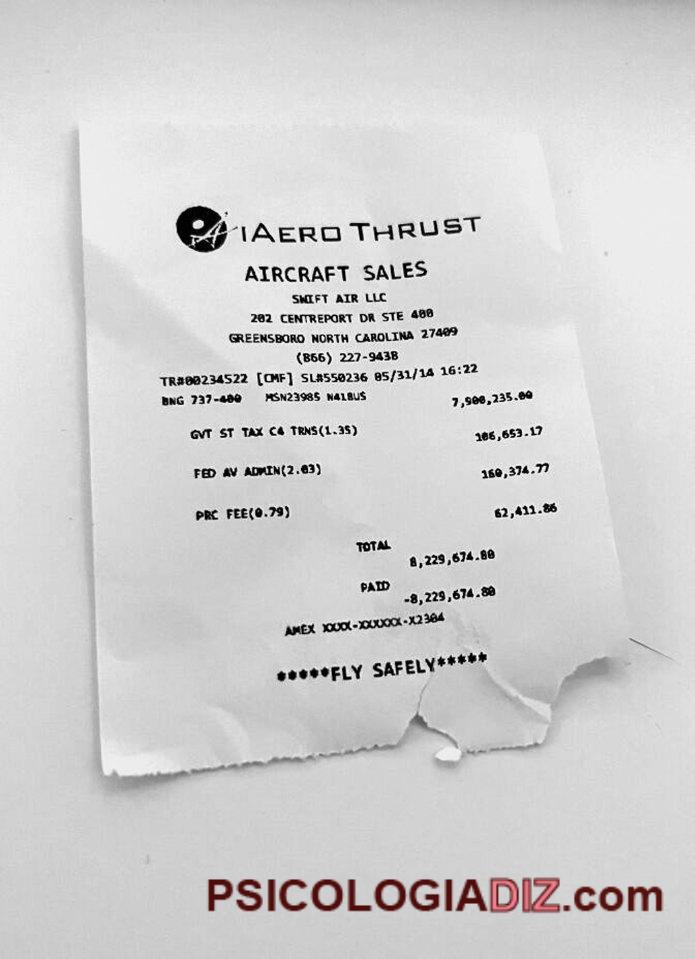 IAERO THRUST
AIRCRAFT SALES
SWIFT AIR LLC
202 CENTREPORT DR STE 400
GREENSBORO NORTH CAROLINA 27409
(866) 227-9438
TR#00234522 [CMF] SL#550236 05/31/14 16:22
BNG 737-400 MSN23985 N418US 7,900,235.00
GVT ST TAX C4 TRNS(1.35) 106,653.17
FED AV ADMIN(2.03) 160,374.77
PRC FEE(0.79) 62,411.86
TOTAL
8,229,674.80
PAID
-8,229,674.80
AMEX XXXX-XXXXXX-X2304
*****FLY SAFELY*****
PSICOLOGIADIZ.com